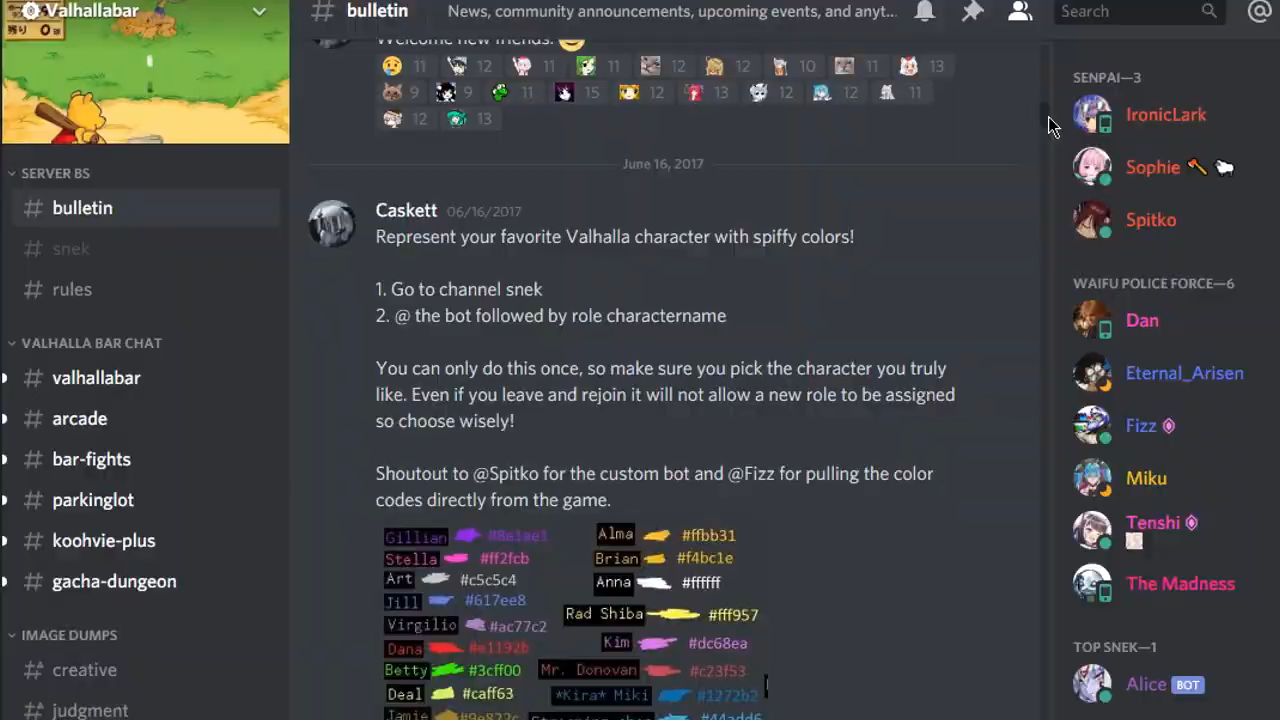 Valhallabar
残り 0球
SERVER BS
# bulletin
# snek
# rules
VALHALLA BAR CHAT
# valhallabar
# arcade
# bar-fights
# parkinglot
# koohvie-plus
# gacha-dungeon
IMAGE DUMPS
creative
judgment
# bulletin News, community announcements, upcoming events, and anyt... Search @
Welcome new friends!
11 12 11 11 12 12 10 11 13
9 9 11 15 12 13 12 12 11
12 13
June 16, 2017
Caskett 06/16/2017
Represent your favorite Valhalla character with spiffy colors!
1. Go to channel snek
2. @ the bot followed by role charactername
You can only do this once, so make sure you pick the character you truly
like. Even if you leave and rejoin it will not allow a new role to be assigned
so choose wisely!
Shoutout to @Spitko for the custom bot and @Fizz for pulling the color
codes directly from the game.
Gillian
Stella #ff2fcb
Art #c5c5c4
Jill #617ee8
Virgilio #ac77c2
Dana #e1192b
Betty #3cff00
Deal #caff63
Jamie
Alma #ffbb31
Brian #f4bc1e
Anna #ffffff
Rad Shiba #fff957
Kim #dc68ea
Mr. Donovan #c23f53
*Kira* Miki #1272b2
#44add6
SENPAI—3
IronicLark
Sophie
Spitko
WAIFU POLICE FORCE—6
Dan
Eternal_Arisen
Fizz
Miku
Tenshi
The Madness
TOP SNEK—1
Alice BOT